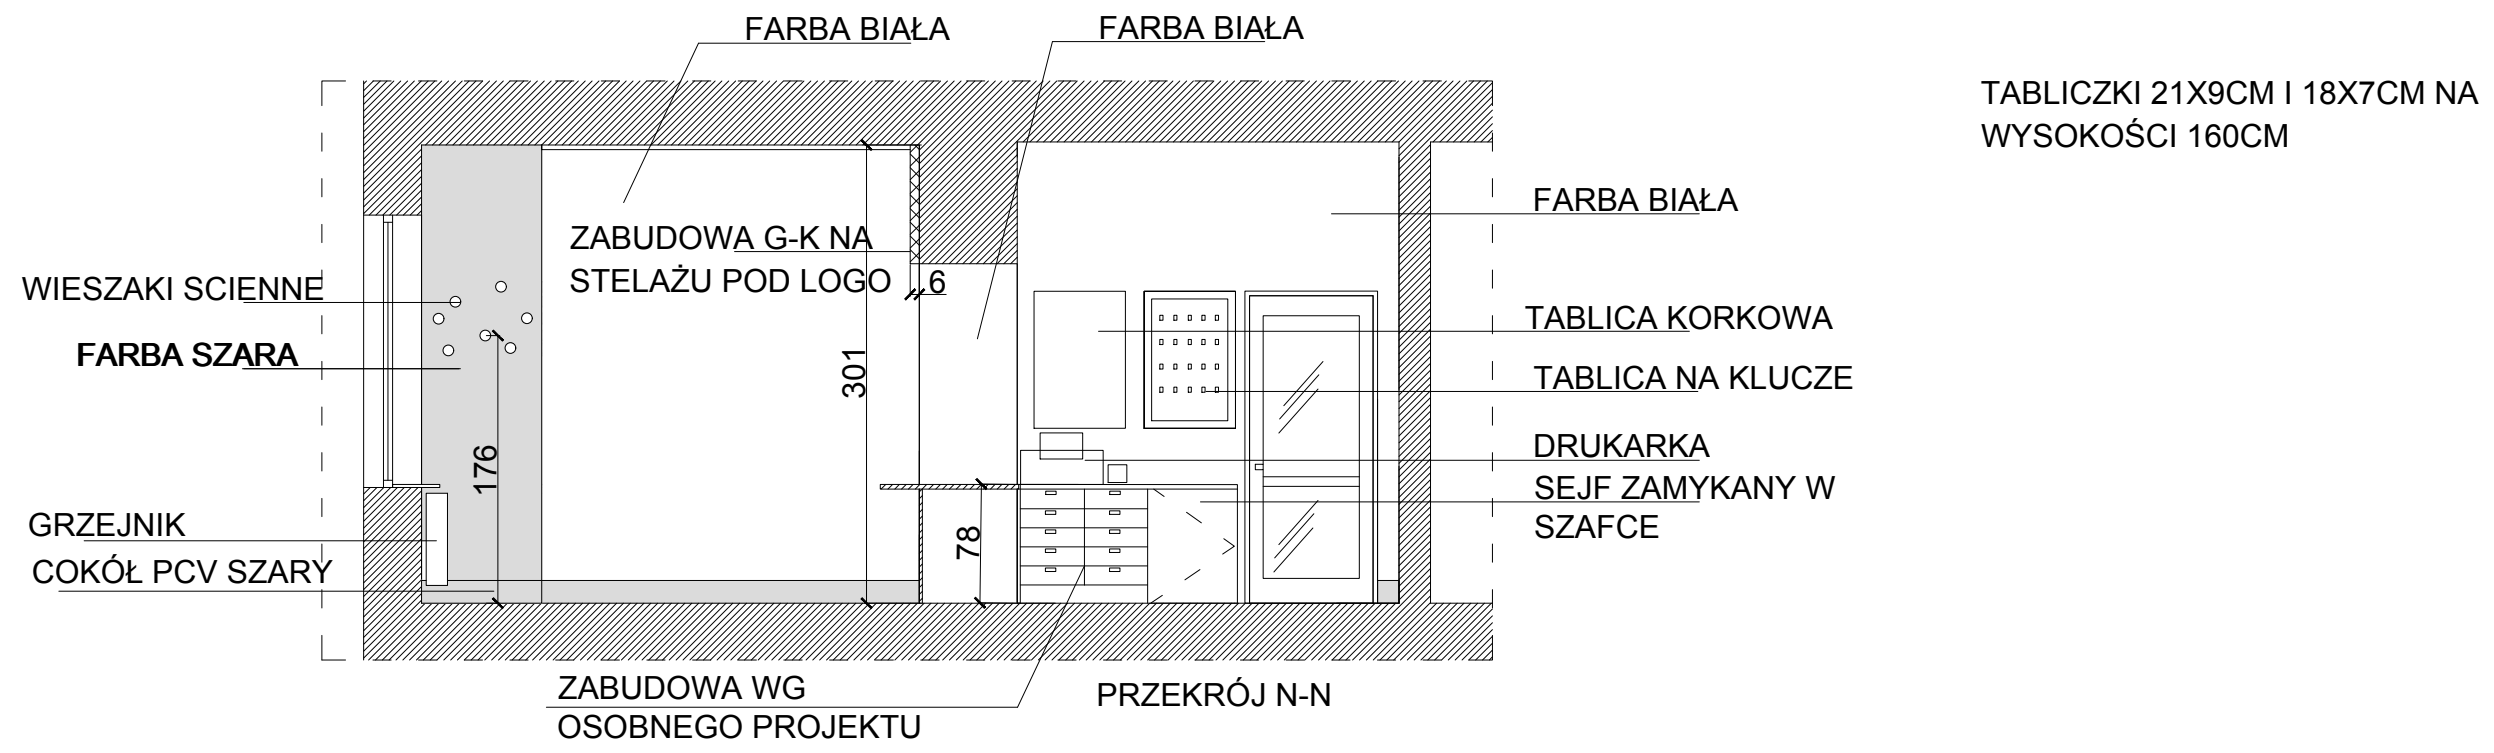 FARBA BIAŁA
FARBA BIAŁA
TABLICZKI 21X9CM I 18X7CM NA
WYSOKOŚCI 160CM
FARBA BIAŁA
ZABUDOWA G-K NA
STELAŻU POD LOGO
6
WIESZAKI SCIENNE
TABLICA KORKOWA
FARBA SZARA
301
TABLICA NA KLUCZE
176
DRUKARKA
SEJF ZAMYKANY W
SZAFCE
GRZEJNIK
78
COKÓŁ PCV SZARY
ZABUDOWA WG
OSOBNEGO PROJEKTU
PRZEKRÓJ N-N